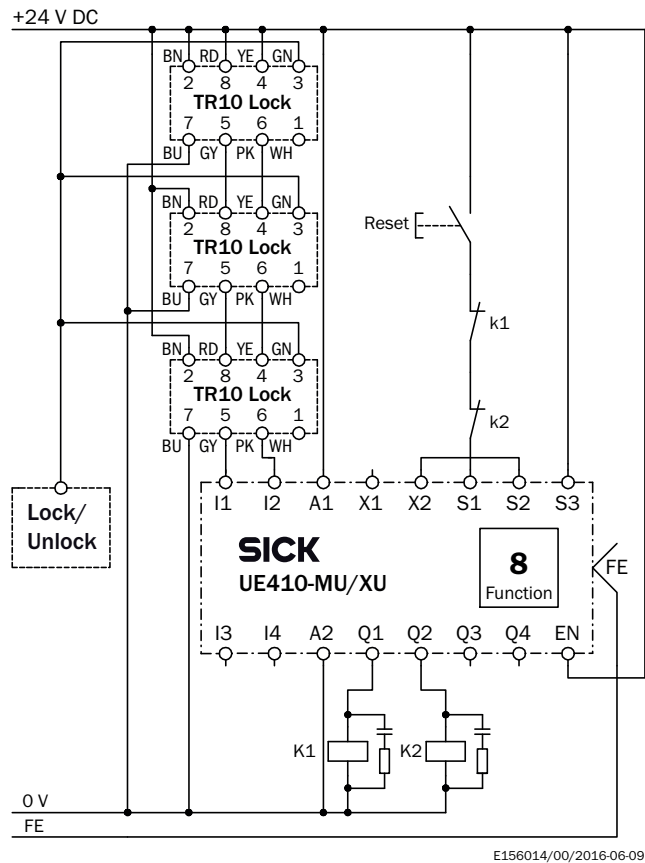 +24 V DC
BN RD YE GN
2 8 4 3
TR10 Lock
7 5 6 1
BU GY PK WH
BN RD YE GN
2 8 4 3
TR10 Lock
7 5 6 1
BU GY PK WH
BN RD YE GN
2 8 4 3
TR10 Lock
7 5 6 1
BU GY PK WH
Reset
k1
k2
Lock/
Unlock
I1 I2 A1 X1 X2 S1 S2 S3
SICK
UE410-MU/XU
8
Function
FE
I3 I4 A2 Q1 Q2 Q3 Q4 EN
K1 K2
0 V
FE
E156014/00/2016-06-09